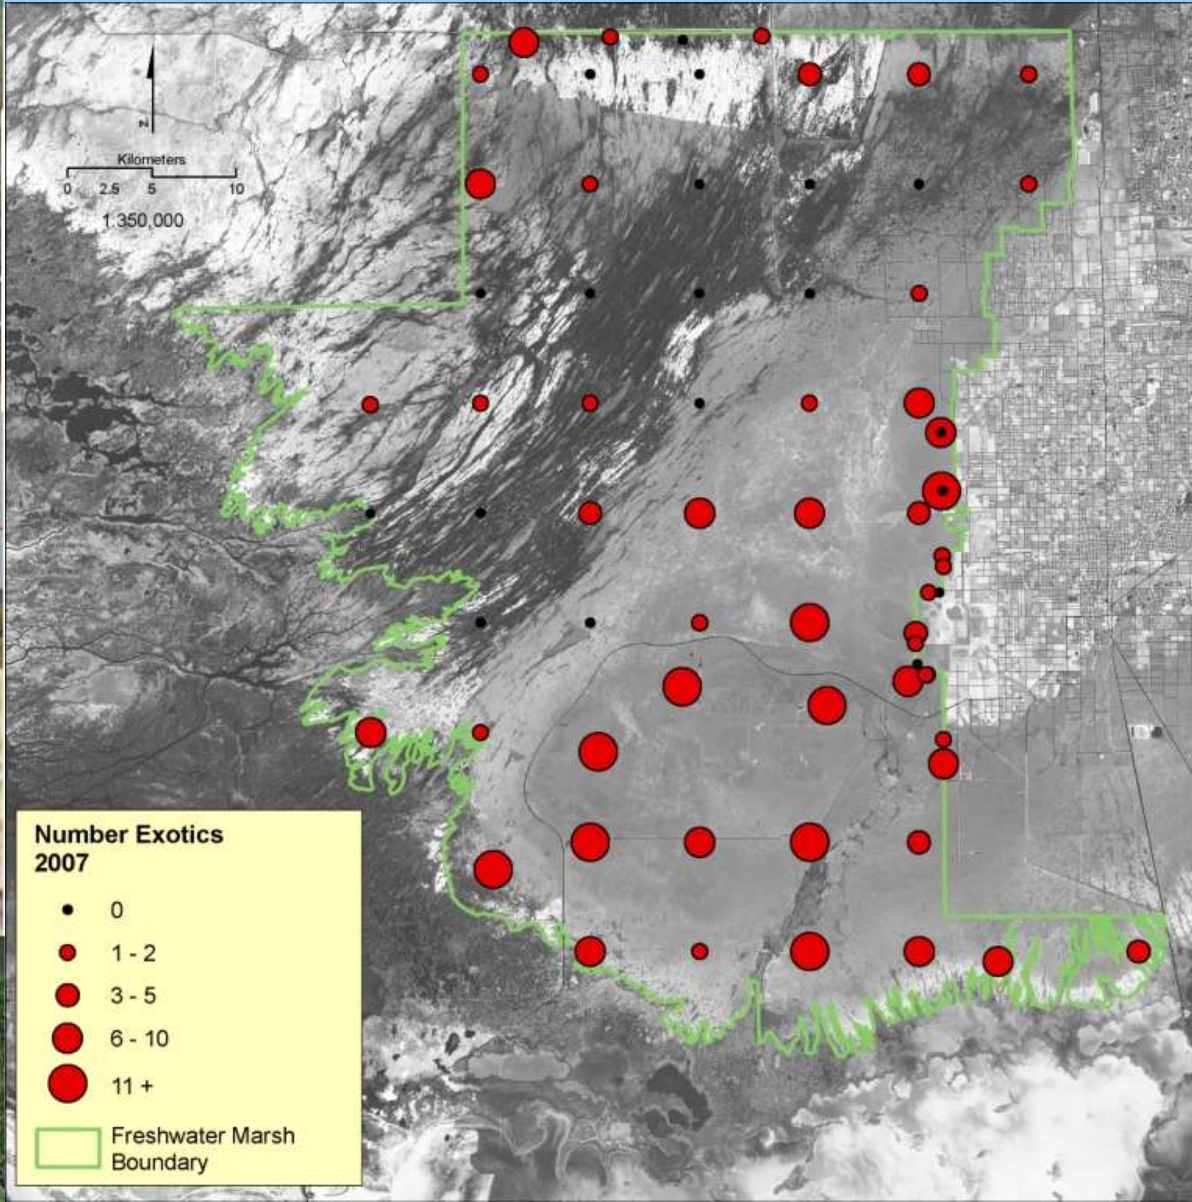 N
Kilometers
0 2.5 5 10
1:350,000
Number Exotics
2007
0
1 - 2
3 - 5
6 - 10
11 +
Freshwater Marsh
Boundary